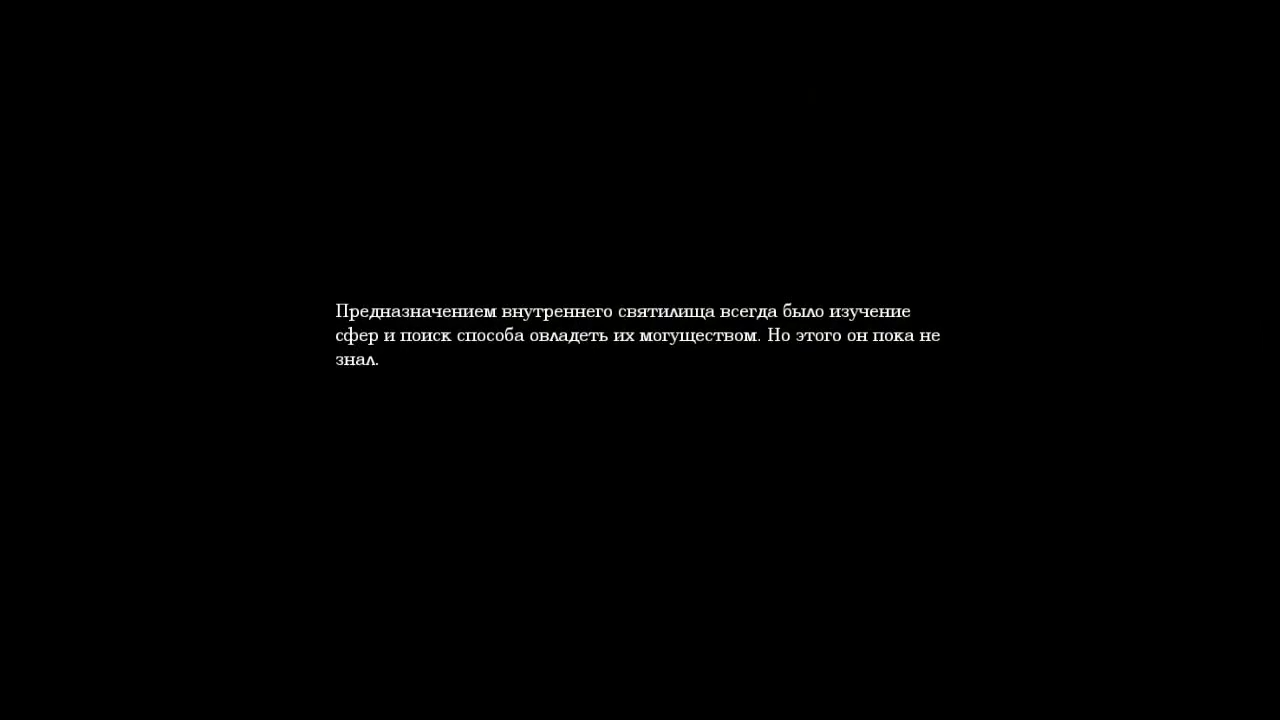 Предназначением внутреннего святилища всегда было изучение
сфер и поиск способа овладеть их могуществом. Но этого он пока не
знал.